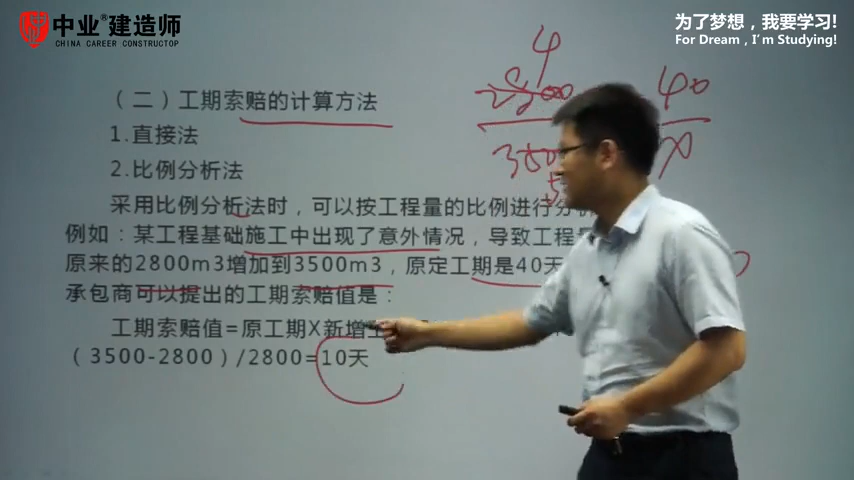 中业®建造师
CHINA CAREER CONSTRUCTOP
为了梦想，我要学习!
For Dream , I'm Studying!
（二）工期索赔的计算方法
1.直接法
2.比例分析法
采用比例分析法时，可以按工程量的比例进行分
例如：某工程基础施工中出现了意外情况，导致工程
原来的2800m3增加到3500m3，原定工期是40天
承包商可以提出的工期索赔值是：
工期索赔值=原工期X新增
（3500-2800）/2800=10天
4
40
x